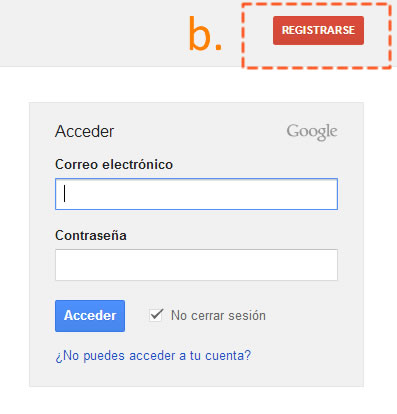 b.
REGISTRARSE
Acceder
Google
Correo electrónico
Contraseña
Acceder
No cerrar sesión
¿No puedes acceder a tu cuenta?